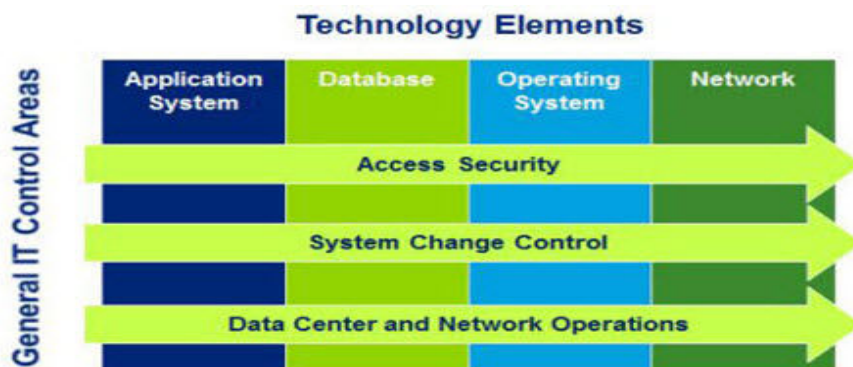 Technology Elements
General IT Control Areas
Application
System
Database
Operating
System
Network
Access Security
System Change Control
Data Center and Network Operations